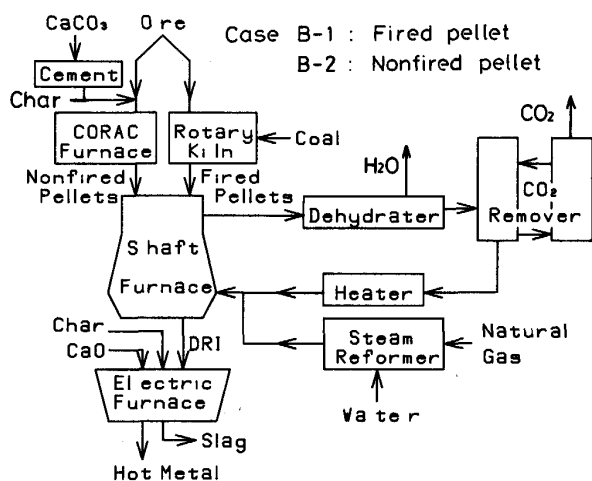 CaCO₃
Ore
Case B-1 : Fired pellet
B-2 : Nonfired pellet
Cement
Char
CORAC
Furnace
Rotary
Kiln
Coal
Nonfired
Pellets
Fired
Pellets
H₂O
Dehydrater
CO₂
CO₂
Remover
Shaft
Furnace
Heater
Steam
Reformer
Natural
Gas
Water
Char
CaO
DRI
Electric
Furnace
Slag
Hot Metal